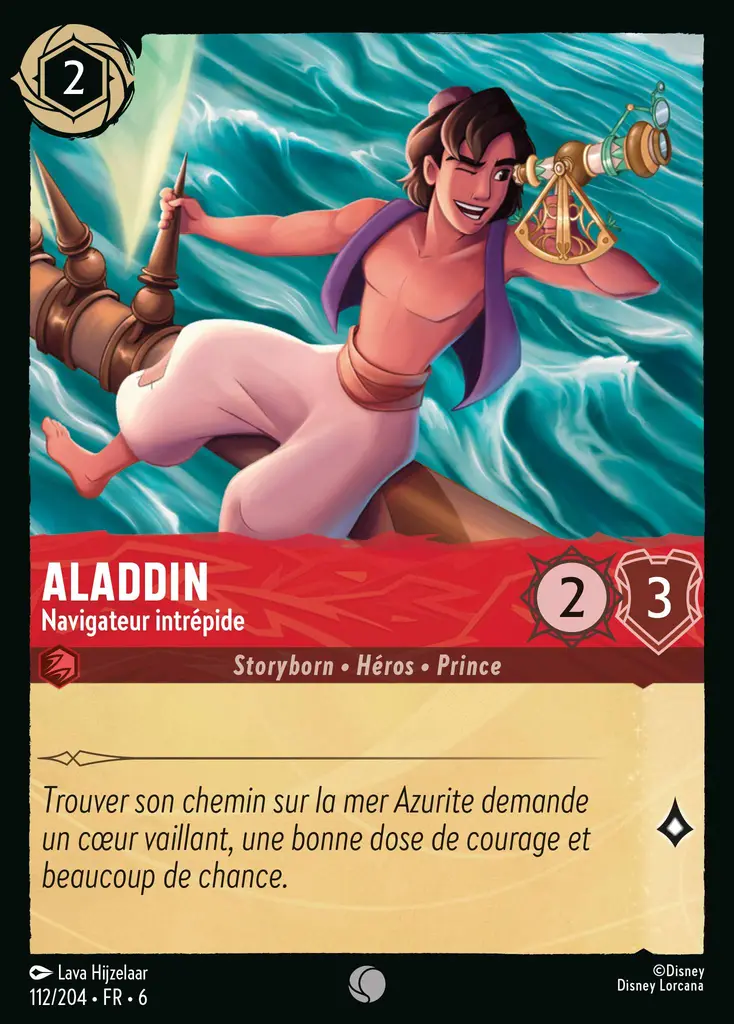 2
ALADDIN
Navigateur intrépide
2
3
Storyborn • Héros • Prince
Trouver son chemin sur la mer Azurite demande
un cœur vaillant, une bonne dose de courage et
beaucoup de chance.
Lava Hijzelaar
112/204 • FR • 6
©Disney
Disney Lorcana